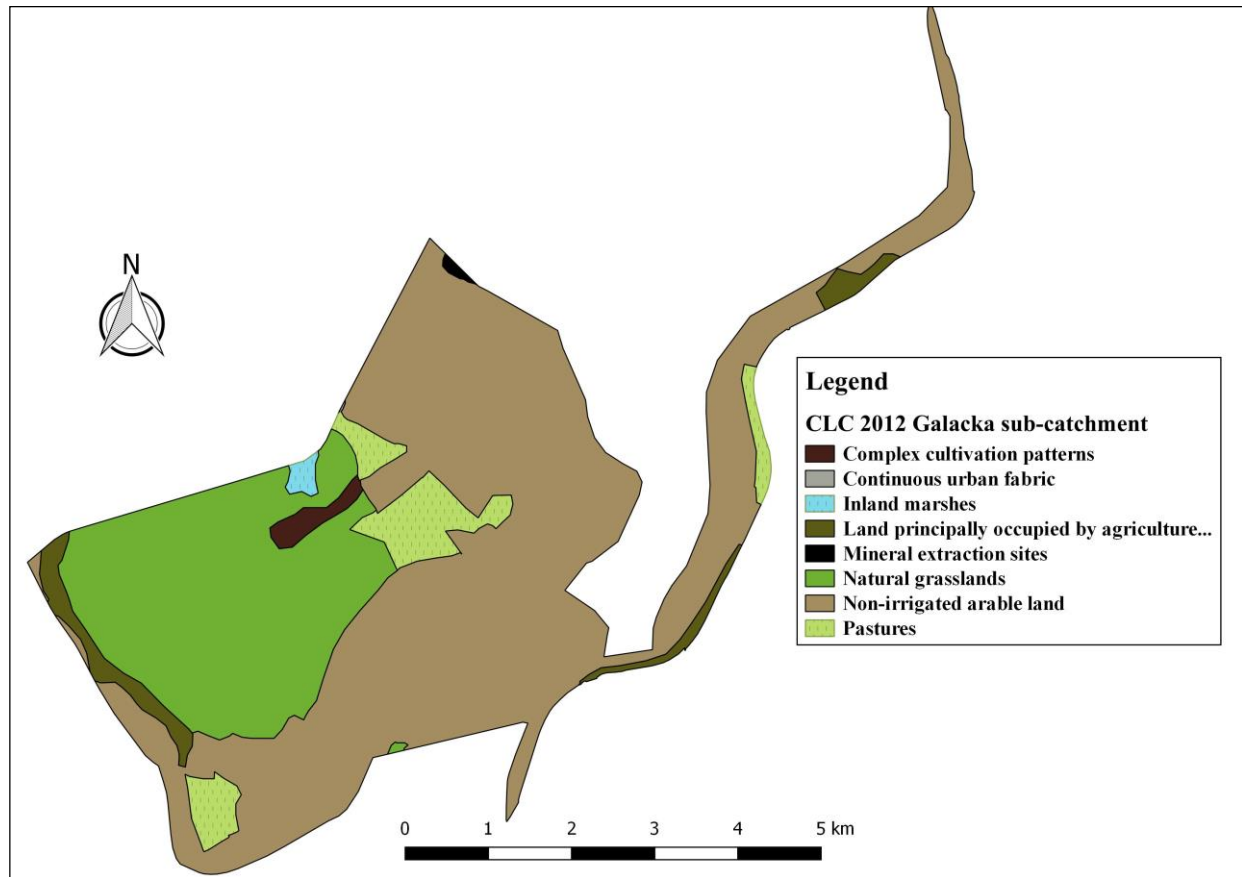 N
Legend
CLC 2012 Galacka sub-catchment
Complex cultivation patterns
Continuous urban fabric
Inland marshes
Land principally occupied by agriculture...
Mineral extraction sites
Natural grasslands
Non-irrigated arable land
Pastures
0 1 2 3 4 5 km